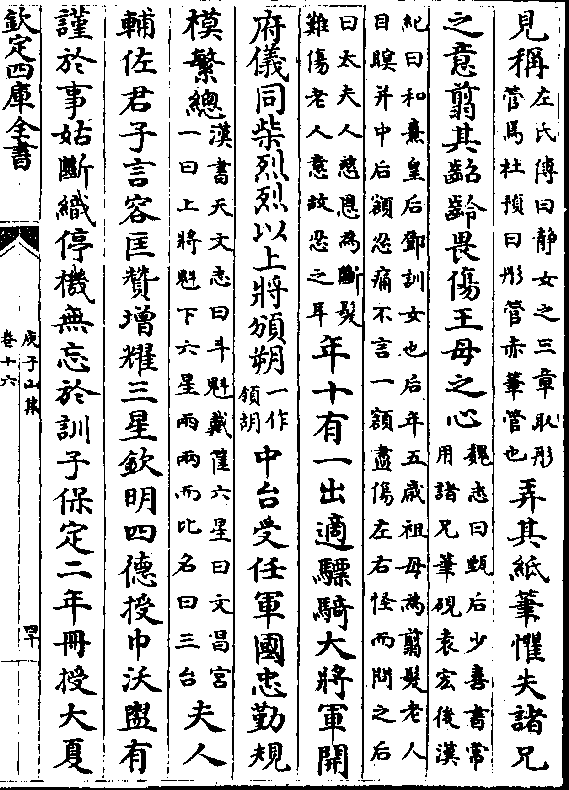 見稱左氏傳曰静女之三章取彤
管焉杜預曰彤管赤筆管也弄其紙筆懼失諸兄
之意翦其齠齡畏傷王母之心魏志曰甄后少善書常
用諸兄筆硯袁宏後漢
紀曰和熹皇后鄧訓女也后年五歳祖母為翦髮老人
目瞑并中后額忍痛不言一額盡傷左右怪而問之后
曰太夫人慈恩為斷髮
難傷老人意故忍之耳年十有一出適驃騎大將軍開
府儀同柴烈烈以上將頒朔一作
領胡中台受任軍國忠勤規
模繁總漢書天文志曰斗魁戴匡六星曰文昌宫
一曰上將魁下六星兩兩而比名曰三台夫人
輔佐君子言容匡贊增耀三星欽明四德授巾沃盥有
謹於事姑斷織停機無忘於訓子保定二年冊授大夏
欽定四庫全書
庾子山集
卷十六
四十